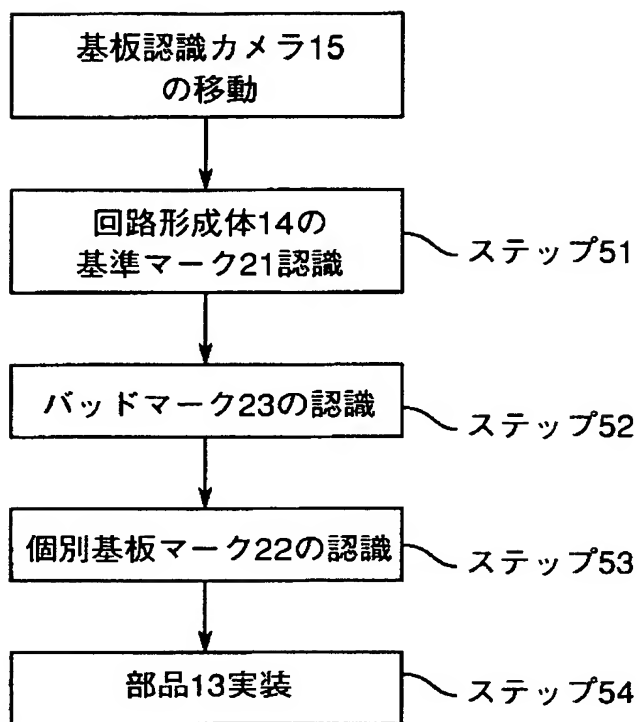 基板認識カメラ15
の移動
回路形成体14の
基準マーク21認識
ステップ51
バッドマーク23の認識
ステップ52
個別基板マーク22の認識
ステップ53
部品13実装
ステップ54